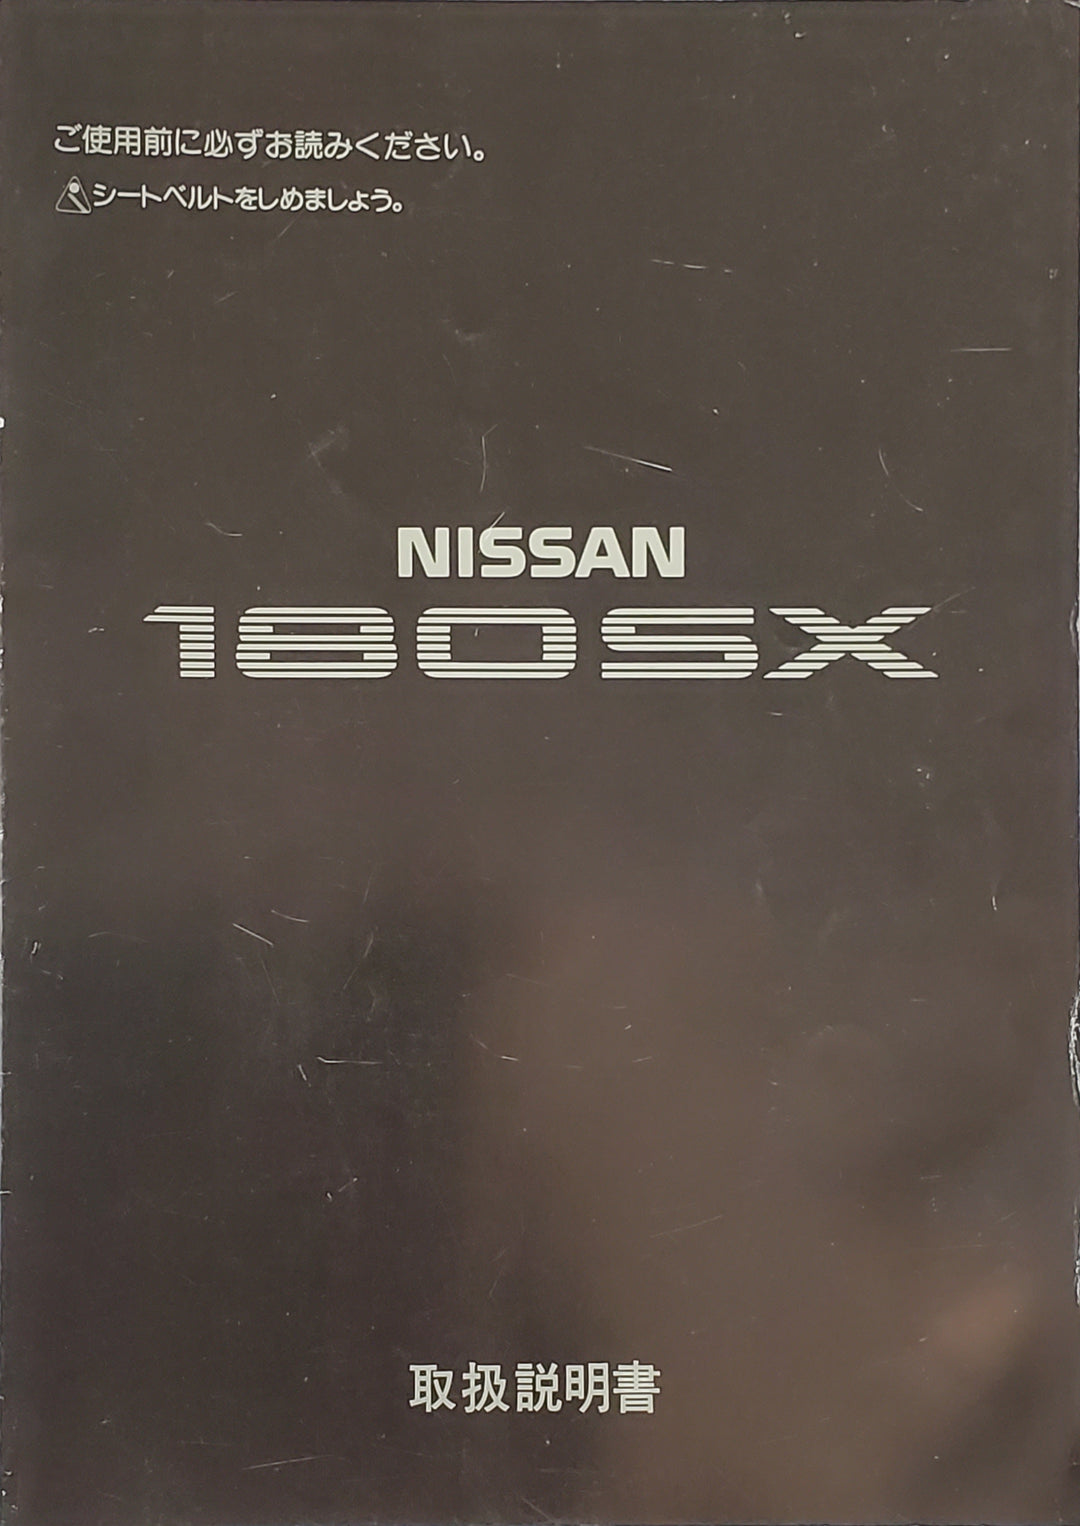 ご使用前に必ずお読みください。
シートベルトをしめましょう。
NISSAN
180SX
取扱説明書